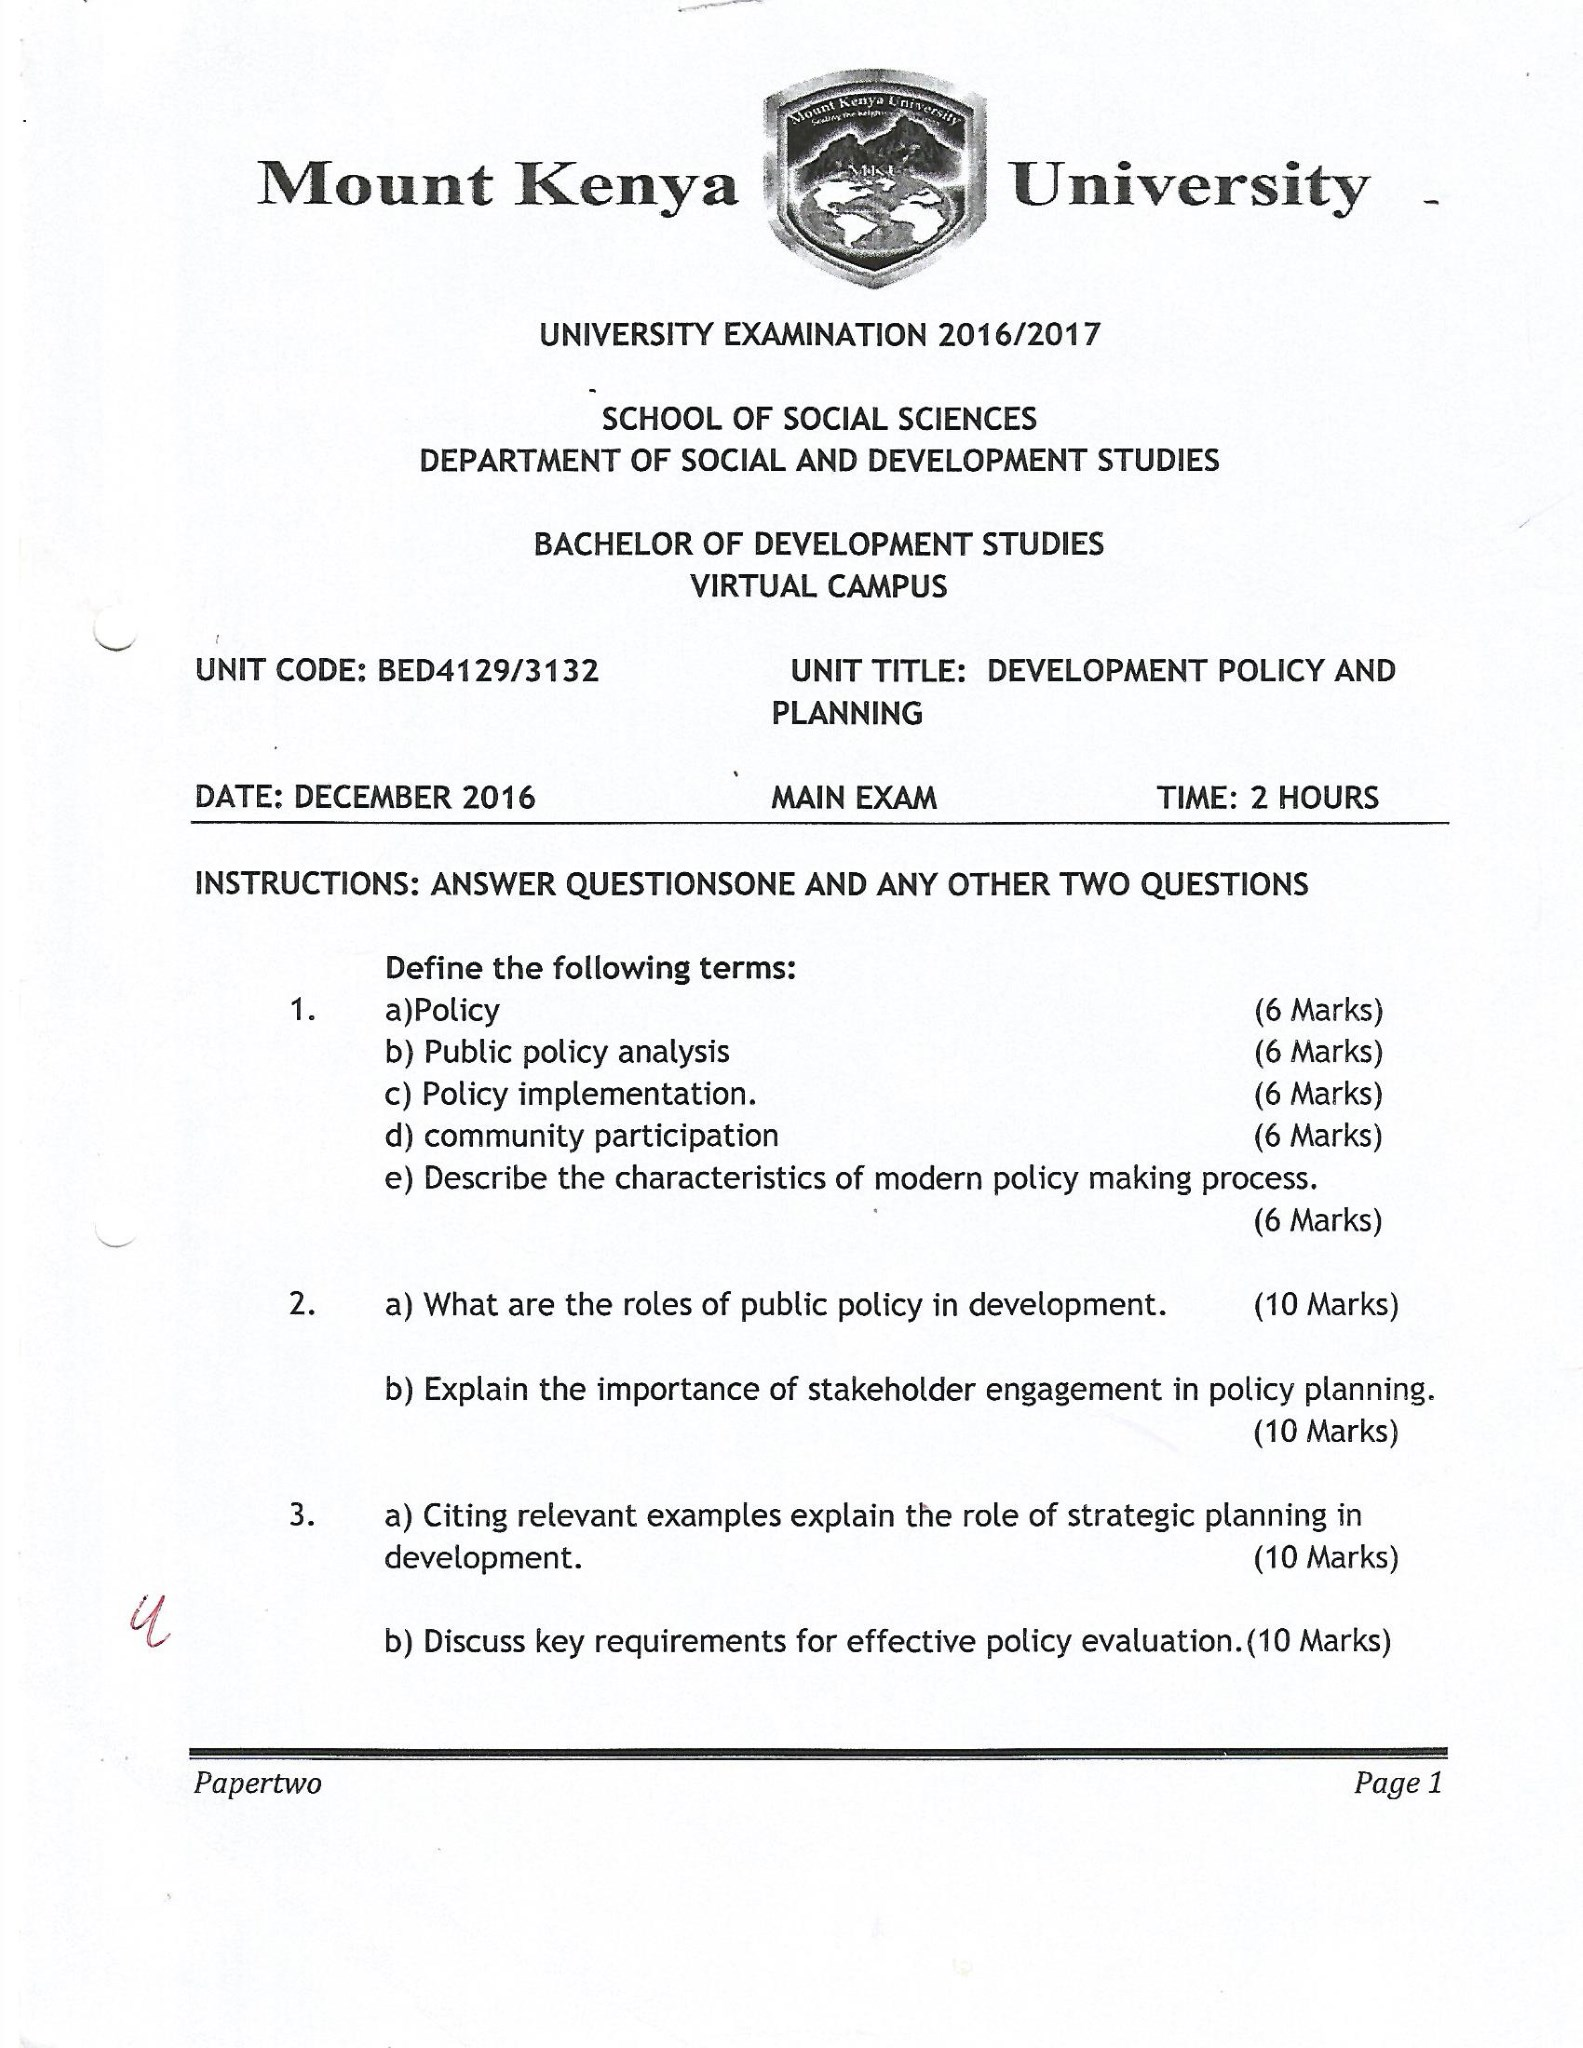 Mount Kenya University
Mount Kenya University
MKU
UNIVERSITY EXAMINATION 2016/2017
SCHOOL OF SOCIAL SCIENCES
DEPARTMENT OF SOCIAL AND DEVELOPMENT STUDIES
BACHELOR OF DEVELOPMENT STUDIES
VIRTUAL CAMPUS
UNIT CODE: BED4129/3132 UNIT TITLE: DEVELOPMENT POLICY AND
PLANNING
DATE: DECEMBER 2016 MAIN EXAM TIME: 2 HOURS
INSTRUCTIONS: ANSWER QUESTIONSONE AND ANY OTHER TWO QUESTIONS
Define the following terms:
1. a)Policy (6 Marks)
b) Public policy analysis (6 Marks)
c) Policy implementation. (6 Marks)
d) community participation (6 Marks)
e) Describe the characteristics of modern policy making process.
(6 Marks)
2. a) What are the roles of public policy in development. (10 Marks)
b) Explain the importance of stakeholder engagement in policy planning.
(10 Marks)
3. a) Citing relevant examples explain the role of strategic planning in
development. (10 Marks)
b) Discuss key requirements for effective policy evaluation.(10 Marks)
Papertwo Page 1